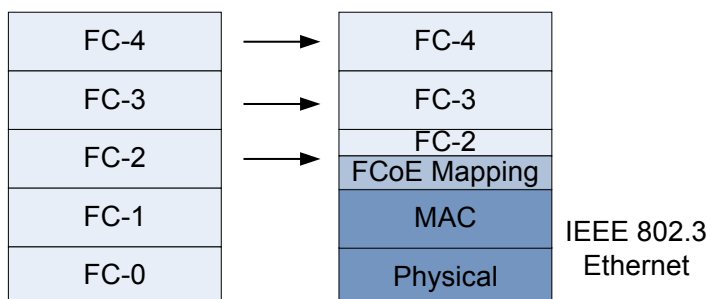 FC-4
FC-3
FC-2
FC-1
FC-0
FC-4
FC-3
FC-2
FCoE Mapping
MAC
Physical
IEEE 802.3
Ethernet